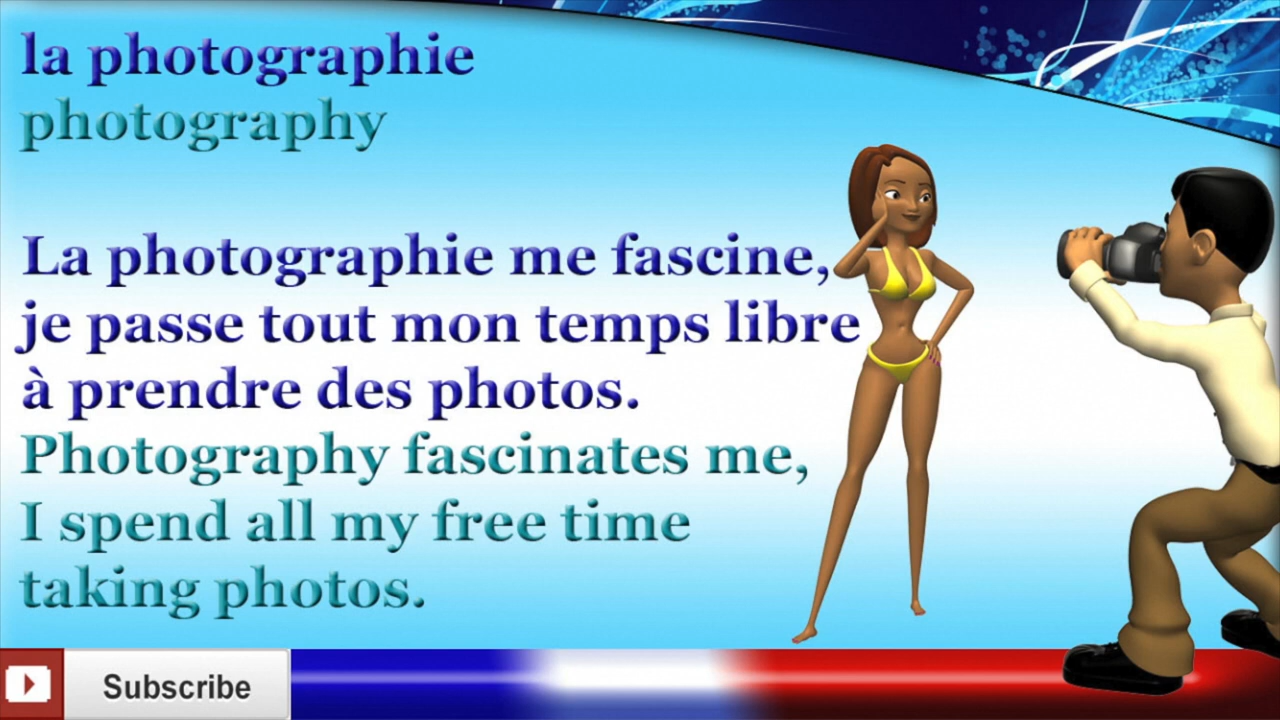 la photographie
photography
La photographie me fascine,
je passe tout mon temps libre
à prendre des photos.
Photography fascinates me,
I spend all my free time
taking photos.
Subscribe